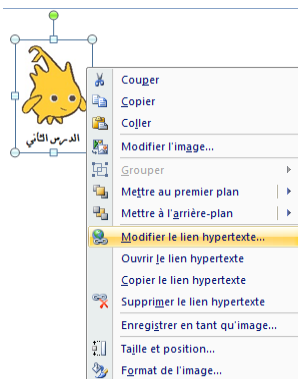 الدرس الثاني
Couper
Copier
Coller
Modifier l'image...
Grouper
Mettre au premier plan
Mettre à l'arrière-plan
Modifier le lien hypertexte...
Ouvrir le lien hypertexte
Copier le lien hypertexte
Supprimer le lien hypertexte
Enregistrer en tant qu'image...
Taille et position...
Format de l'image...